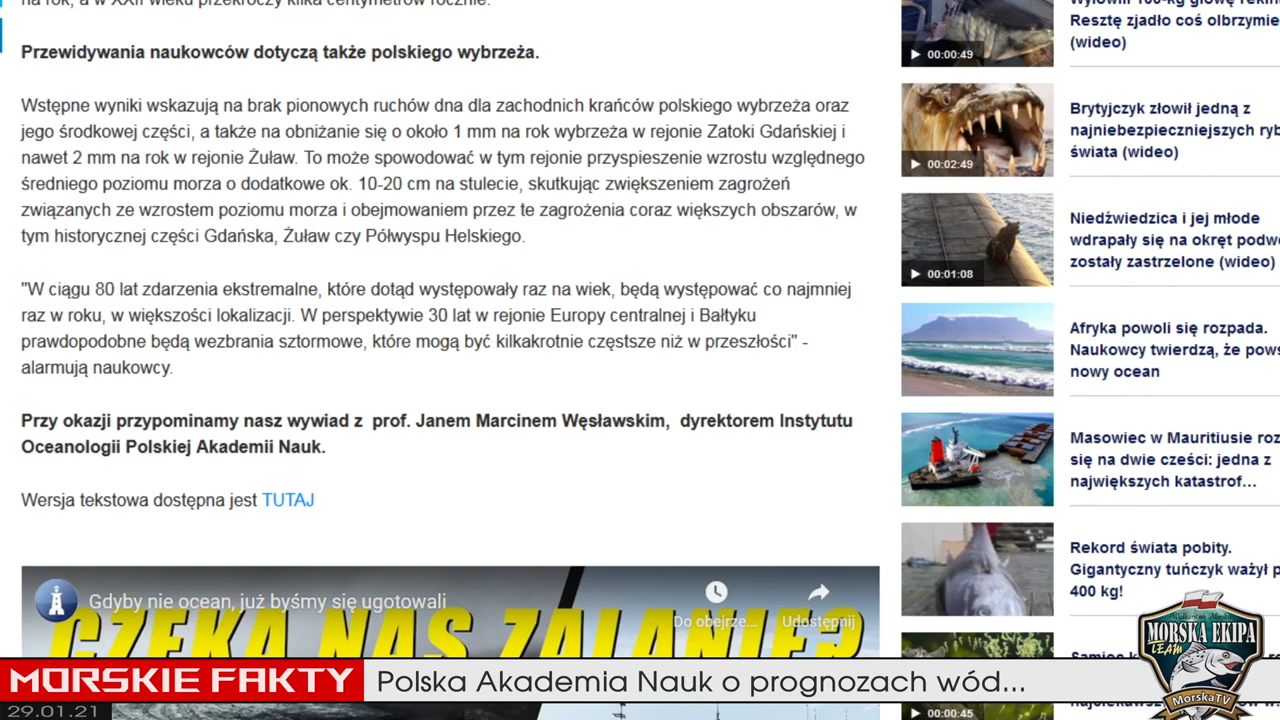 na rok, a w XXII wieku przekroczy kilka centymetrów rocznie.
Przewidywania naukowców dotyczą także polskiego wybrzeża.
Wstępne wyniki wskazują na brak pionowych ruchów dna dla zachodnich krańców polskiego wybrzeża oraz
jego środkowej części, a także na obniżanie się o około 1 mm na rok wybrzeża w rejonie Zatoki Gdańskiej i
nawet 2 mm na rok w rejonie Żuław. To może spowodować w tym rejonie przyspieszenie wzrostu względnego
średniego poziomu morza o dodatkowe ok. 10-20 cm na stulecie, skutkując zwiększeniem zagrożeń
związanych ze wzrostem poziomu morza i obejmowaniem przez te zagrożenia coraz większych obszarów, w
tym historycznej części Gdańska, Żuław czy Półwyspu Helskiego.
"W ciągu 80 lat zdarzenia ekstremalne, które dotąd występowały raz na wiek, będą występować co najmniej
raz w roku, w większości lokalizacji. W perspektywie 30 lat w rejonie Europy centralnej i Bałtyku
prawdopodobne będą wezbrania sztormowe, które mogą być kilkakrotnie częstsze niż w przeszłości" -
alarmują naukowcy.
Przy okazji przypominamy nasz wywiad z prof. Janem Marcinem Węsławskim, dyrektorem Instytutu
Oceanologii Polskiej Akademii Nauk.
Wersja tekstowa dostępna jest TUTAJ
Gdyby nie ocean, już byśmy się ugotowali
Do obejrze...
Udostępnij
CZEKA NAS ZALANIE?
Wyłowili 100-kg głowę rekin
Resztę zjadło coś olbrzymie
(wideo)
00:00:49
Brytyjczyk złowił jedną z
najniebezpieczniejszych ryb
świata (wideo)
00:02:49
Niedźwiedzica i jej młode
wdrapały się na okręt podwo
zostały zastrzelone (wideo)
00:01:08
Afryka powoli się rozpada.
Naukowcy twierdzą, że pows
nowy ocean
Masowiec w Mauritiusie roz
się na dwie cześci: jedna z
największych katastrof...
Rekord świata pobity.
Gigantyczny tuńczyk ważył p
400 kg!
00:00:45
MORSKA EKIPA
TEAM
MorskaTV
MORSKIE FAKTY
Polska Akademia Nauk o prognozach wód...
29.01.21